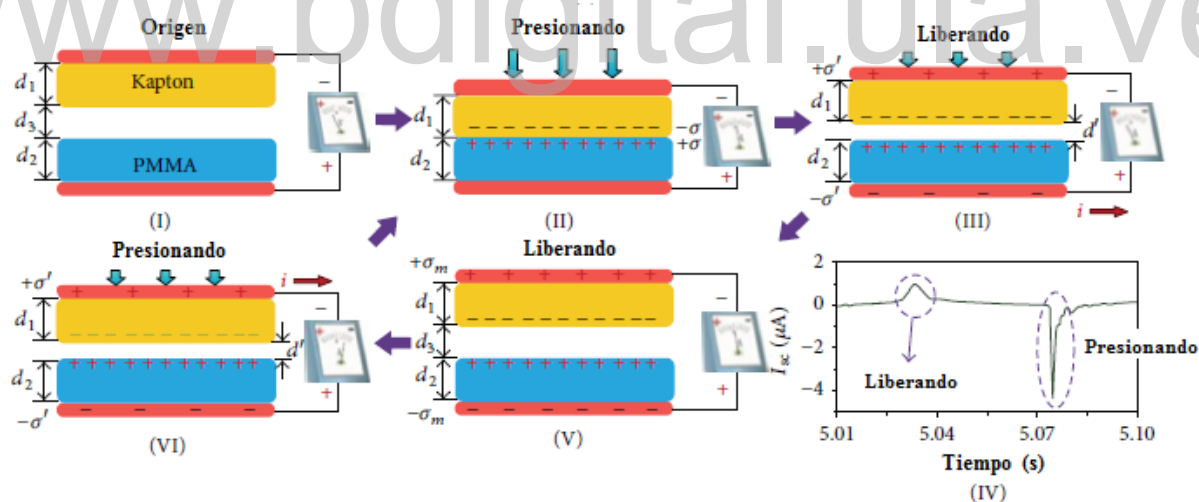 www.bdigital.ula.ve
Origen
d₁
Kapton
d₃
d₂
PMMA
−
+
(I)
Presionando
d₁
− − − − − − − − − −
−σ
+ + + + + + + + + +
+σ
d₂
−
+
(II)
Liberando
+σ'
+ + + +
d₁
− − − − − − − − − −
d'
+ + + + + + + + + +
d₂
−σ'
− − − −
−
+
i
(III)
Presionando
+σ'
+ + + +
i
d₁
− − − − − − − − − −
d'
+ + + + + + + + + +
d₂
−σ'
− − − −
−
+
(VI)
Liberando
+σₘ
+ + + + + + +
d₁
− − − − − − − − − −
d₃
+ + + + + + + + + +
d₂
−σₘ
− − − − − − −
−
+
(V)
I sc (μA)
2
0
−2
−4
Liberando
Presionando
5.01 5.04 5.07 5.10
Tiempo (s)
(IV)